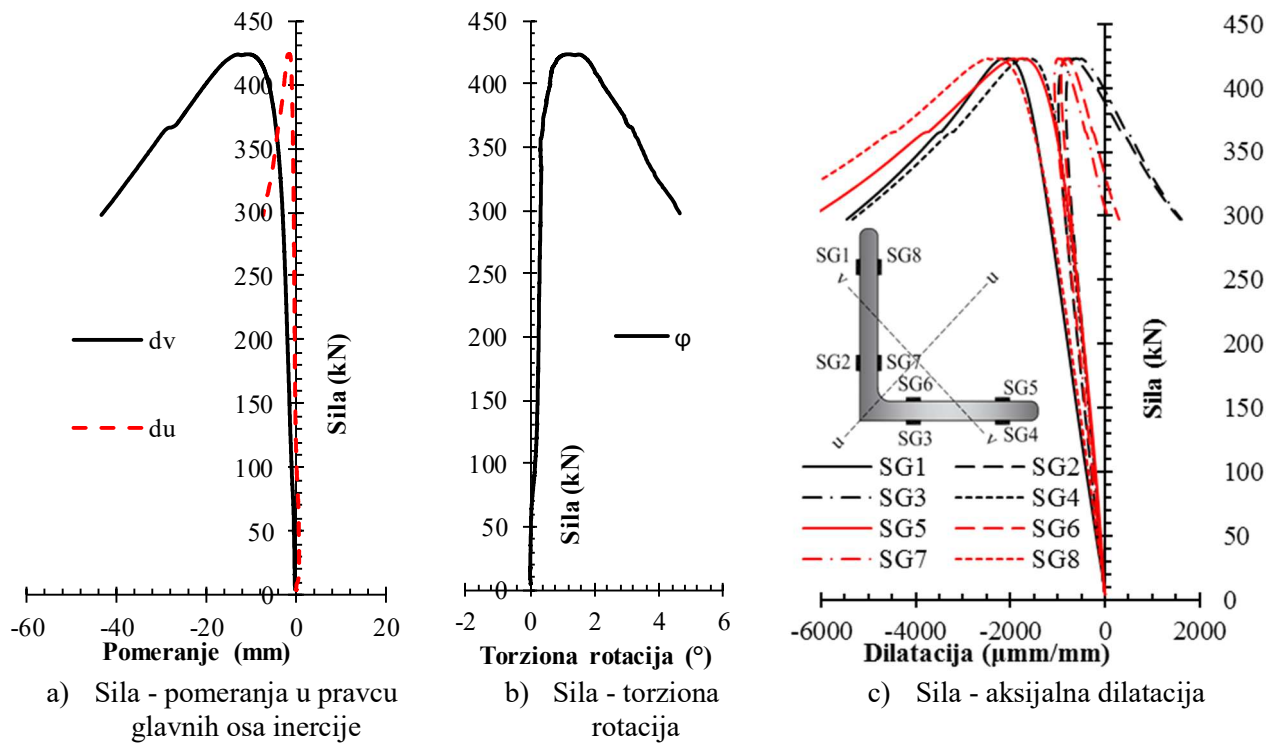 450
400
350
300
250
200
150
100
50
0
-60
-40
-20
0
20
dv
du
Sila (kN)
Pomeranje (mm)
a) Sila - pomeranja u pravcu
glavnih osa inercije
450
400
350
300
250
200
150
100
50
0
-2
0
2
4
6
φ
Sila (kN)
Torziona rotacija (°)
b) Sila - torziona
rotacija
450
400
350
300
250
200
150
100
50
0
-6000
-4000
-2000
0
2000
SG1
SG8
v
u
SG2
SG7
SG6
SG5
u
SG3
v
SG4
SG1
SG2
SG3
SG4
SG5
SG6
SG7
SG8
Sila (kN)
Dilatacija (µmm/mm)
c) Sila - aksijalna dilatacija